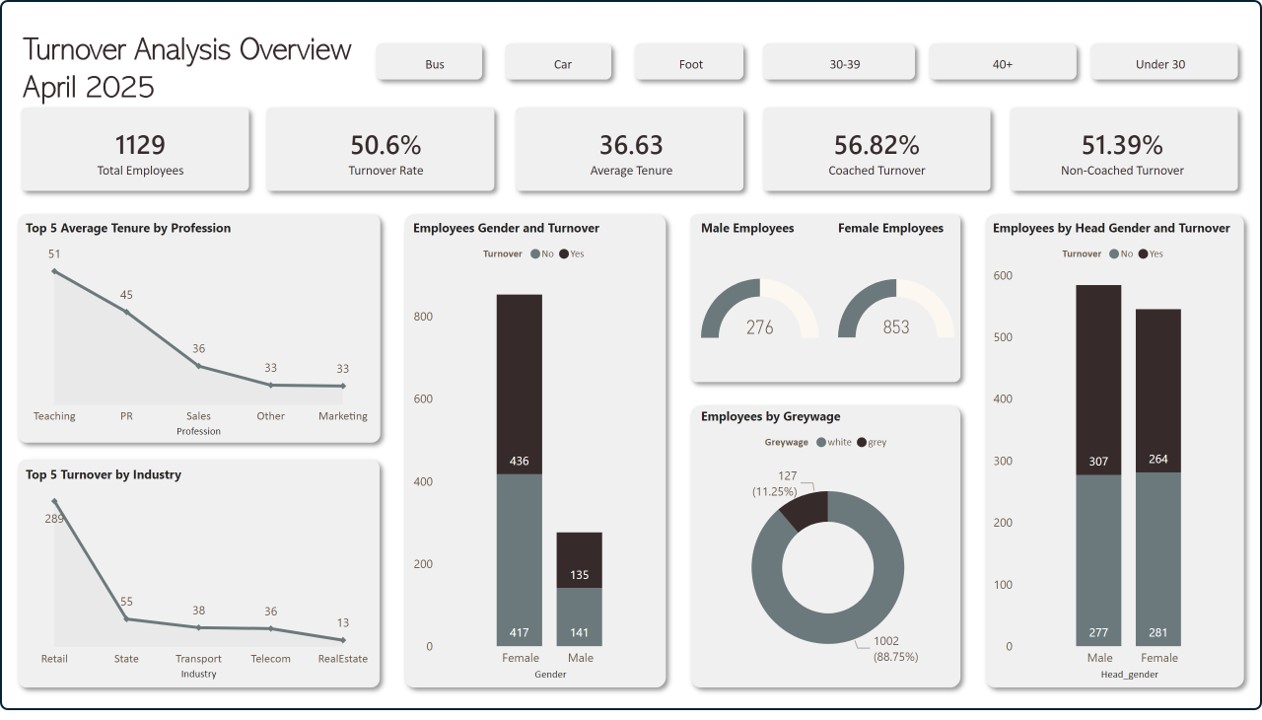 Turnover Analysis Overview
April 2025
Bus
Car
Foot
30-39
40+
Under 30
1129
Total Employees
50.6%
Turnover Rate
36.63
Average Tenure
56.82%
Coached Turnover
51.39%
Non-Coached Turnover
Top 5 Average Tenure by Profession
51
45
36
33
33
Teaching PR Sales Other Marketing
Profession
Top 5 Turnover by Industry
289
55
38
36
13
Retail State Transport Telecom RealEstate
Industry
Employees Gender and Turnover
Turnover No Yes
800
600
400
200
0
436
417
135
141
Female Male
Gender
Male Employees
276
Female Employees
853
Employees by Greywage
Greywage white grey
127
(11.25%)
1002
(88.75%)
Employees by Head Gender and Turnover
Turnover No Yes
600
500
400
300
200
100
0
307
277
264
281
Male Female
Head_gender